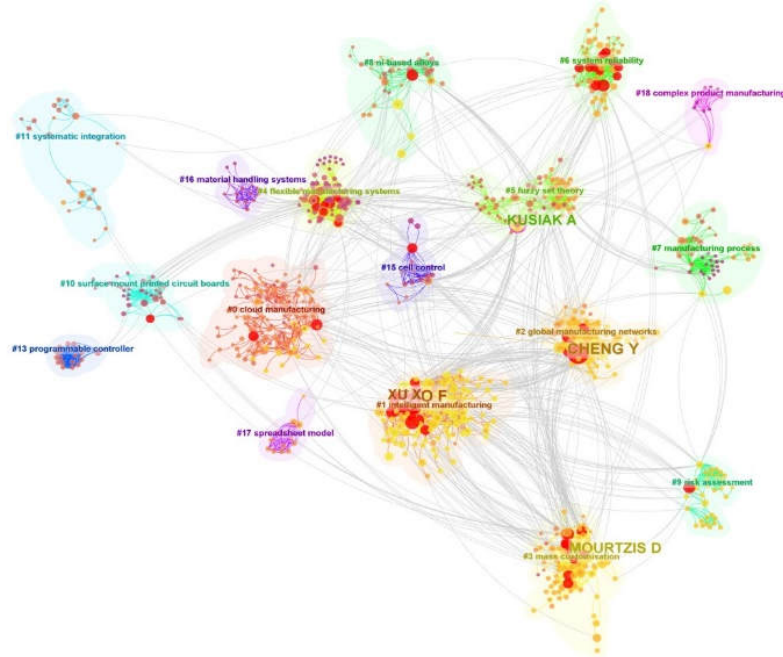 #6 system reliability
#8 ni-based alloys
#18 complex product manufacturing
#11 systematic integration
#16 material handling systems
#4 flexible manufacturing systems
#5 fuzzy set theory
KUSIAK A
#7 manufacturing process
#15 cell control
#10 surface mount printed circuit boards
#0 cloud manufacturing
#2 global manufacturing networks
CHENG Y
#13 programmable controller
XU X
O F
#1 intelligent manufacturing
#17 spreadsheet model
#9 risk assessment
MOURTZIS D
#3 mass customisation